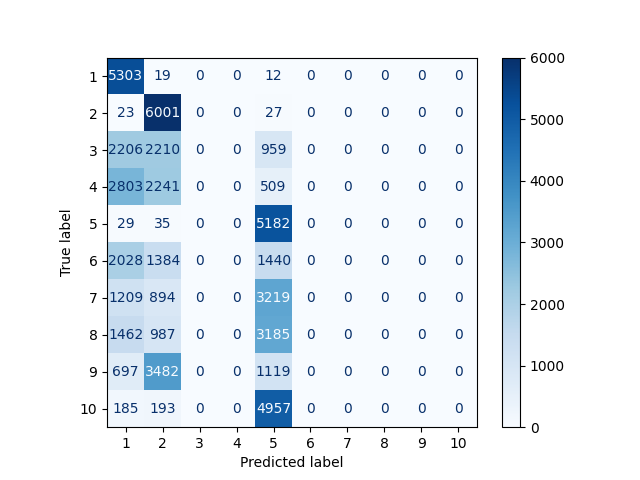 1 5303 19 0 0 12 0 0 0 0 0
2 23 6001 0 0 27 0 0 0 0 0
3 2206 2210 0 0 959 0 0 0 0 0
4 2803 2241 0 0 509 0 0 0 0 0
5 29 35 0 0 5182 0 0 0 0 0
6 2028 1384 0 0 1440 0 0 0 0 0
7 1209 894 0 0 3219 0 0 0 0 0
8 1462 987 0 0 3185 0 0 0 0 0
9 697 3482 0 0 1119 0 0 0 0 0
10 185 193 0 0 4957 0 0 0 0 0
1 2 3 4 5 6 7 8 9 10
Predicted label
True label
6000
5000
4000
3000
2000
1000
0